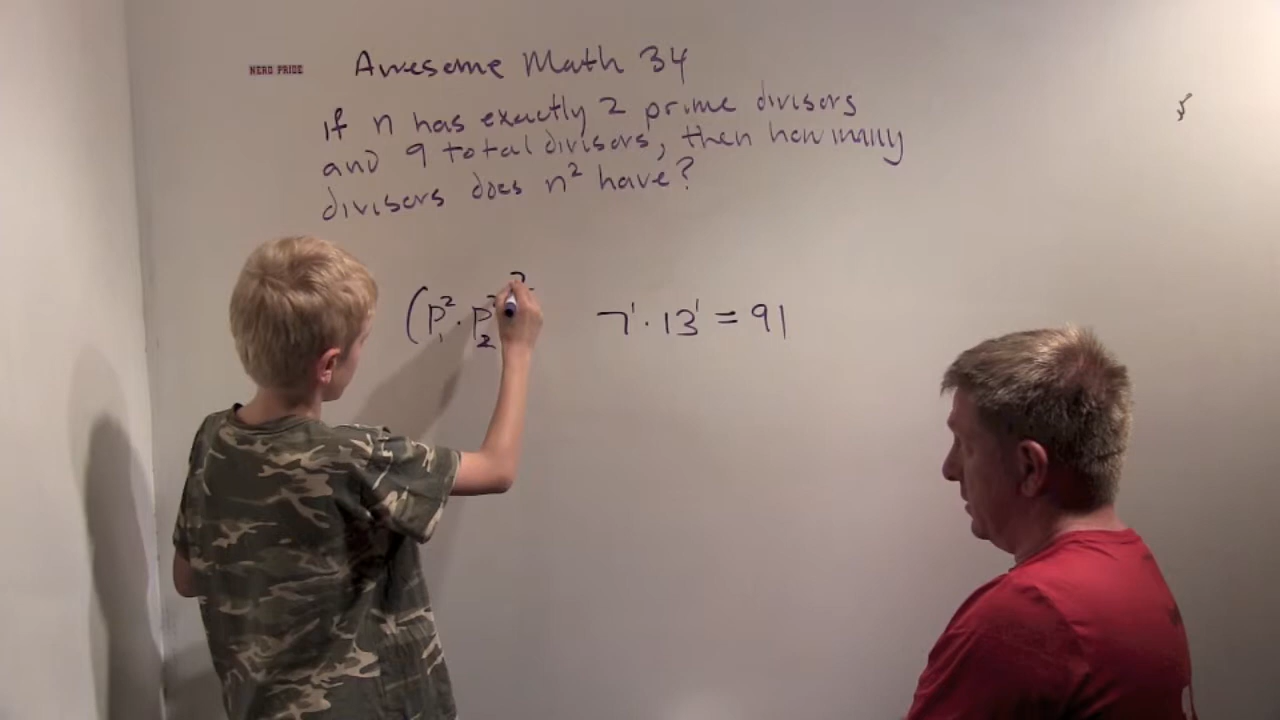 NERD PRIDE
Awesome Math 34
If n has exactly 2 prime divisors
and 9 total divisors, then how many
divisors does n² have?
(p₁² · p₂
7¹ · 13¹ = 91